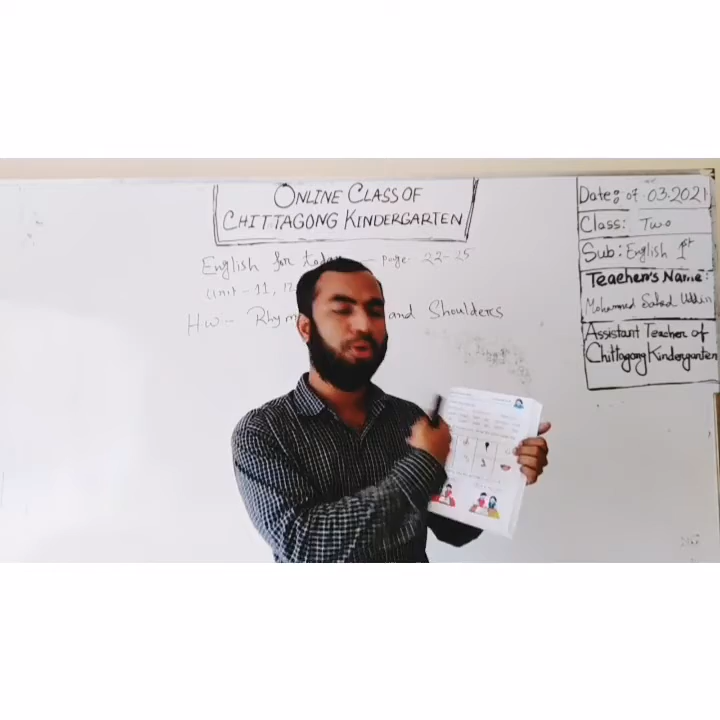 ONLINE CLASS OF
CHITTAGONG KINDERGARTEN
English for today — page 22-25
Unit - 11, 12
HW - Rhym and Shoulders
Date: 07.03.2021
Class: Two
Sub: English 1st
Teacher's Name:
Mohammed Uddin
Assistant Teacher of
Chittagong Kindergarten